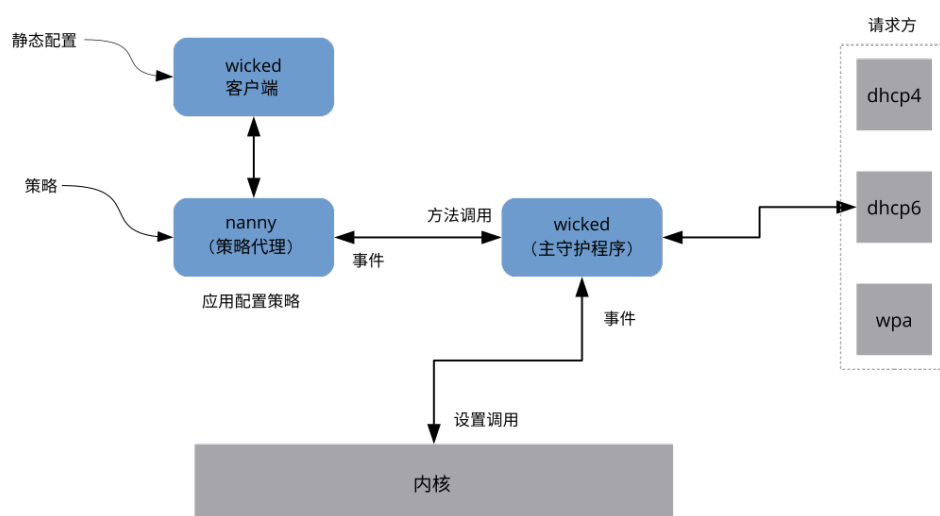 请求方
静态配置
wicked
客户端
dhcp4
策略
nanny
（策略代理）
方法调用
事件
wicked
（主守护程序）
dhcp6
应用配置策略
事件
wpa
设置调用
内核